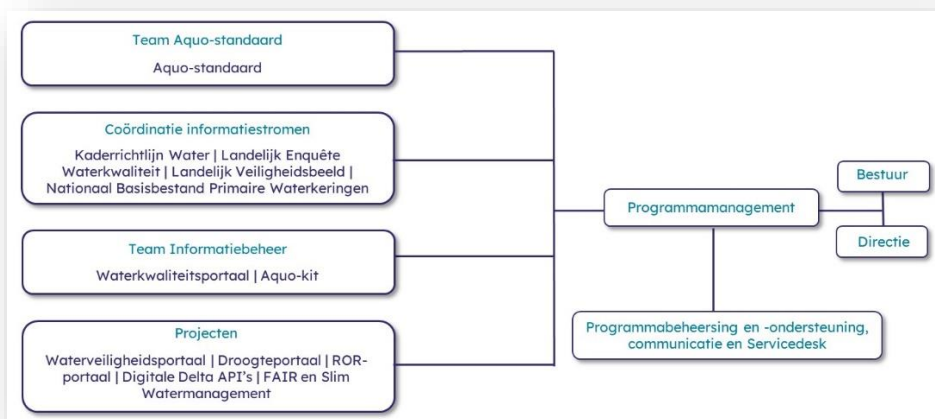 Team Aquo-standaard
Aquo-standaard
Coördinatie informatiestromen
Kaderrichtlijn Water | Landelijk Enquête
Waterkwaliteit | Landelijk Veiligheidsbeeld |
Nationaal Basisbestand Primaire Waterkeringen
Team Informatiebeheer
Waterkwaliteitsportaal | Aquo-kit
Projecten
Waterveiligheidsportaal | Droogteportaal | ROR-
portaal | Digitale Delta API's | FAIR en Slim
Watermanagement
Programmamanagement
Bestuur
Directie
Programmabeheersing en -ondersteuning,
communicatie en Servicedesk